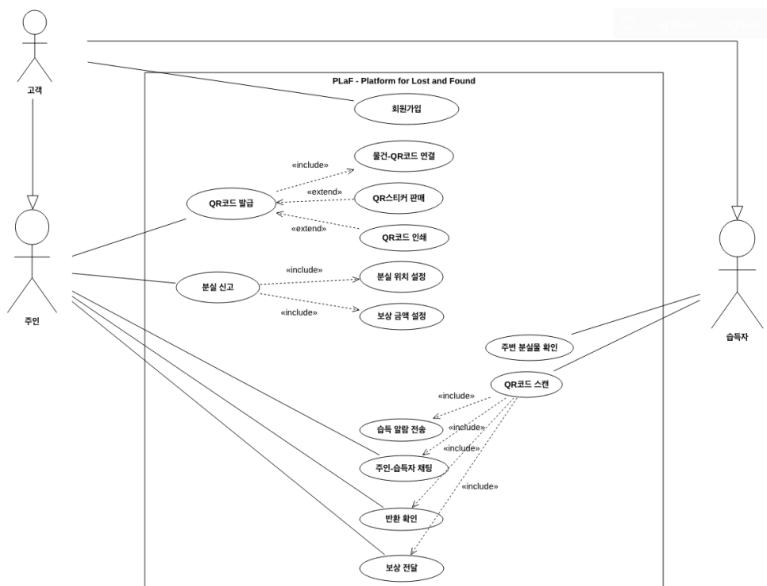 PLaF - Platform for Lost and Found
고객
회원가입
«include»
물건-QR코드 연결
«extend»
QR코드 발급
QR스티커 판매
«extend»
QR코드 인쇄
«include»
분실 위치 설정
분실 신고
«include»
보상 금액 설정
주인
습득자
주변 분실물 확인
QR코드 스캔
«include»
습득 알람 전송
«include»
«include»
주인-습득자 채팅
«include»
반환 확인
보상 전달